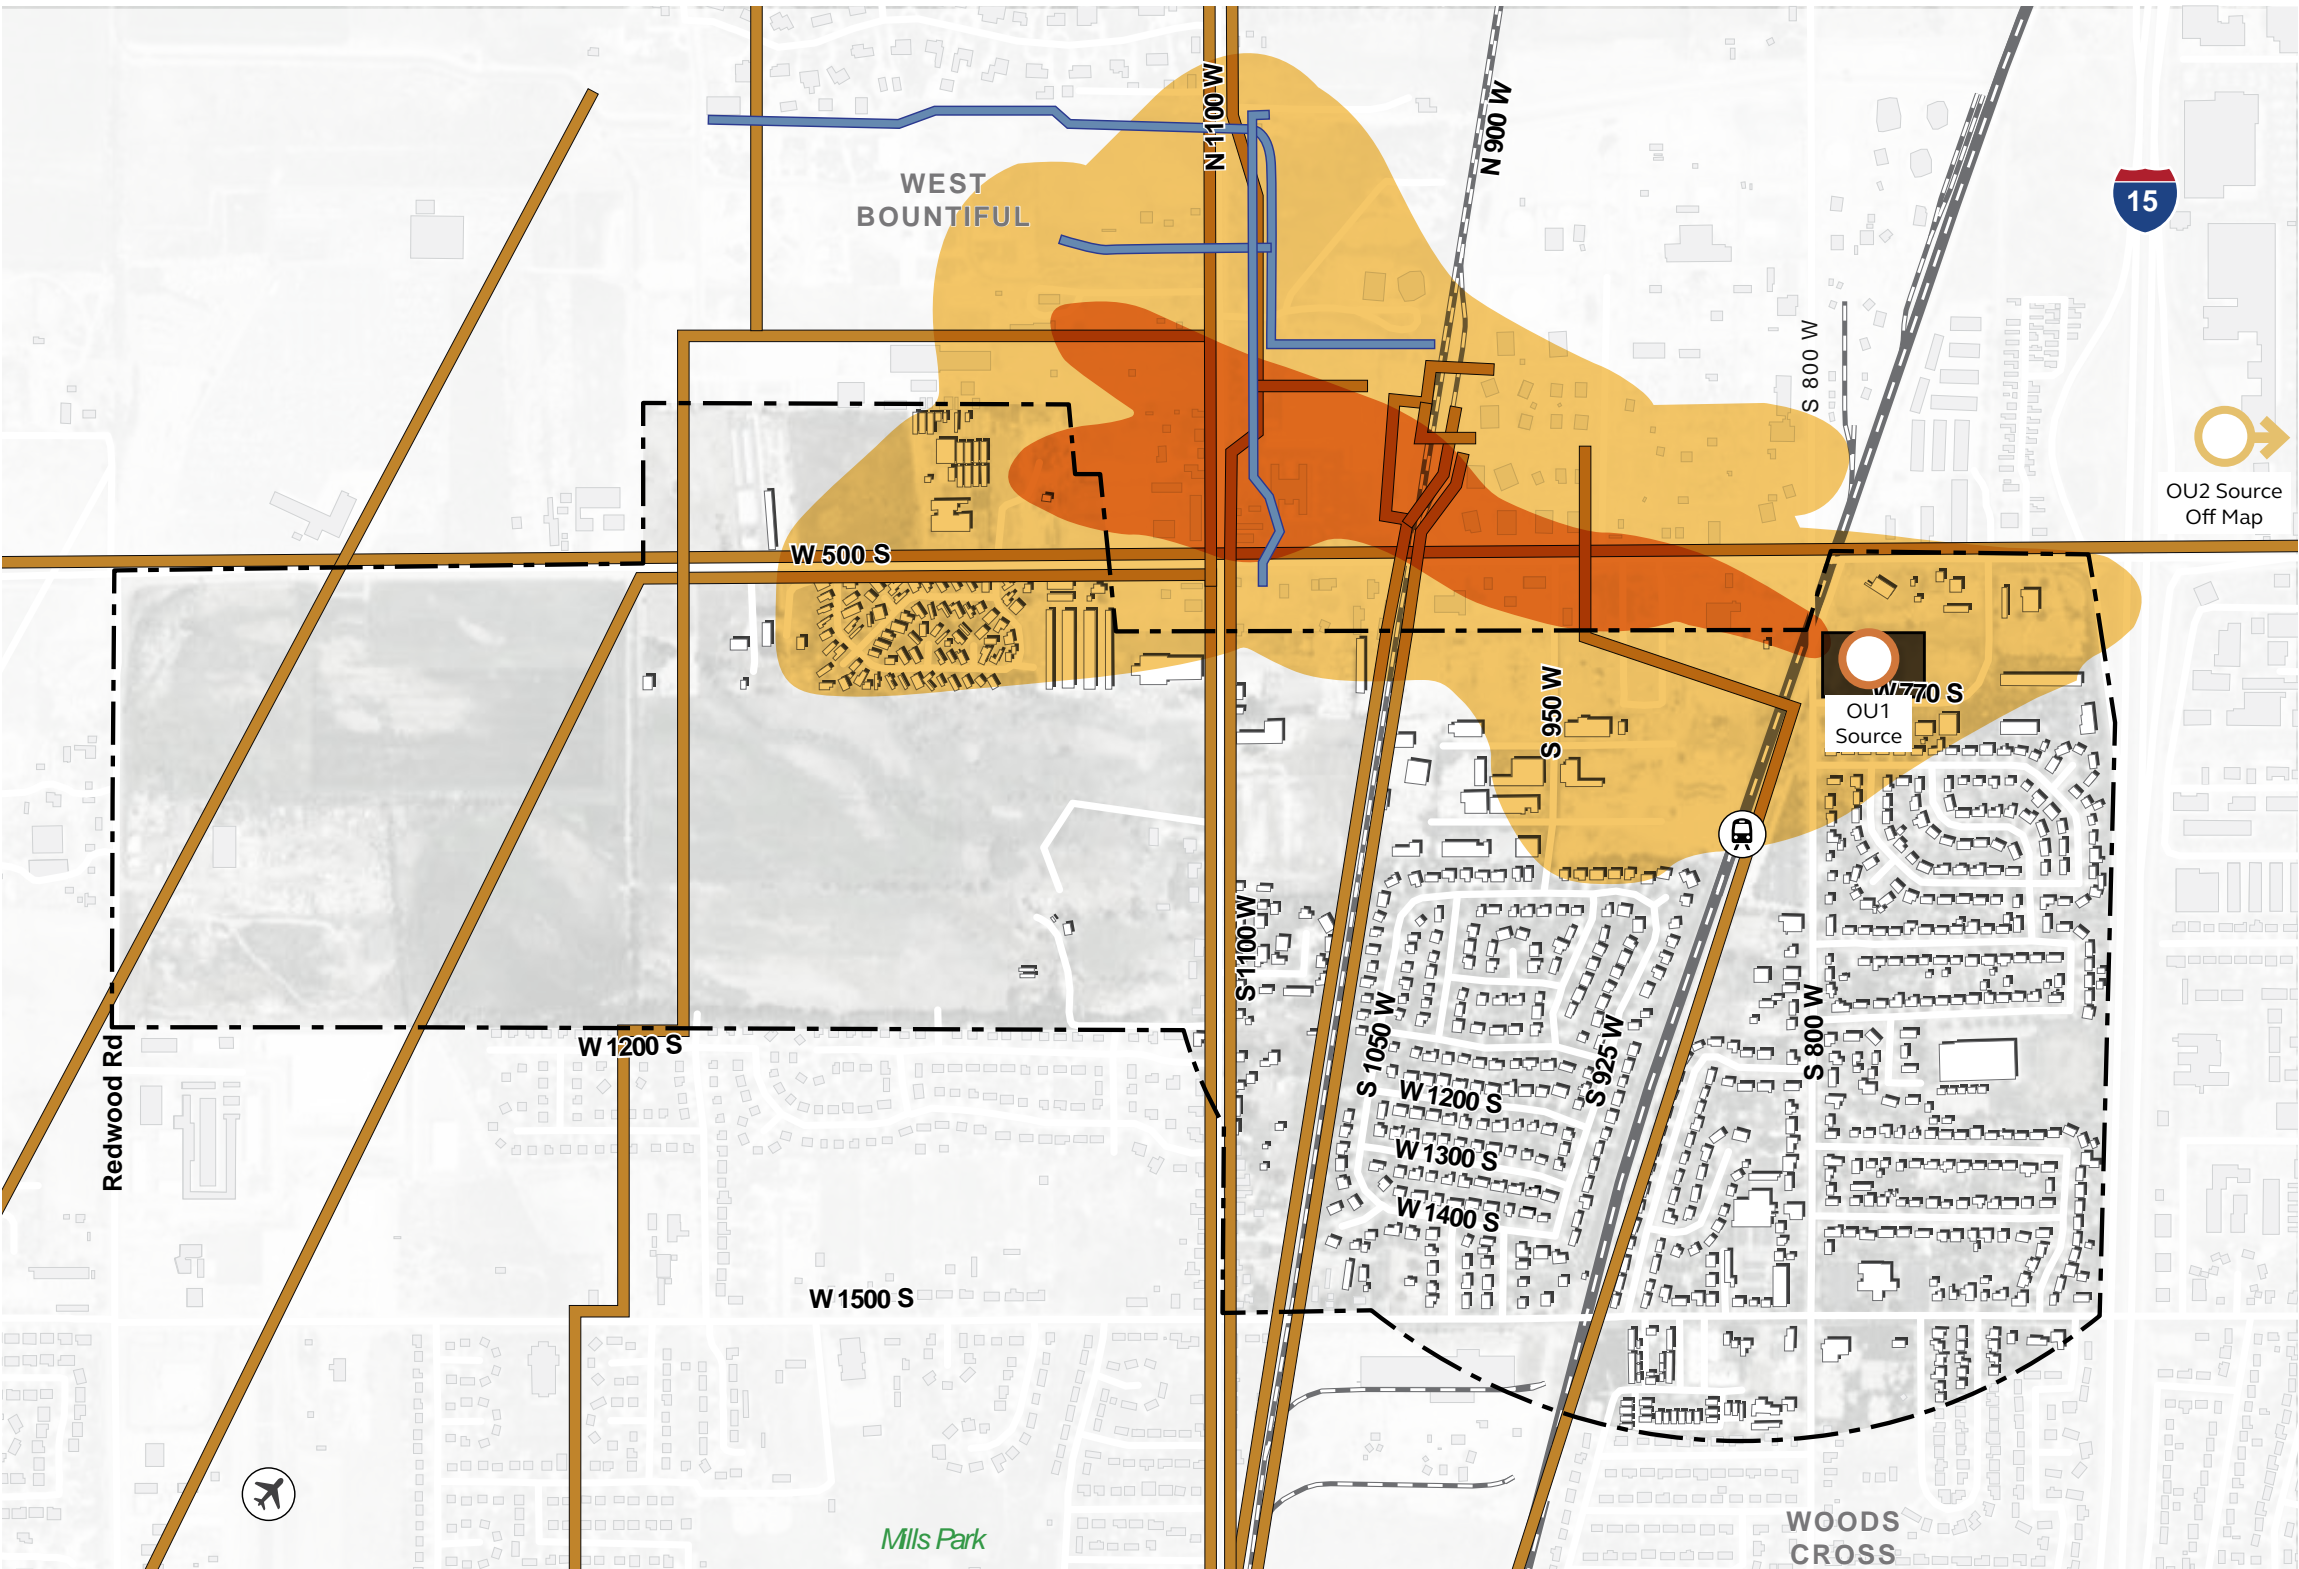 N 1100 W
N 900 W
WEST
BOUNTIFUL
15
S 800 W
OU2 Source
Off Map
W 500 S
W 770 S
OU1
Source
S 950 W
S 1100 W
S 1050 W
S 925 W
S 800 W
W 1200 S
Redwood Rd
W 1200 S
W 1300 S
W 1400 S
W 1500 S
Mills Park
WOODS
CROSS